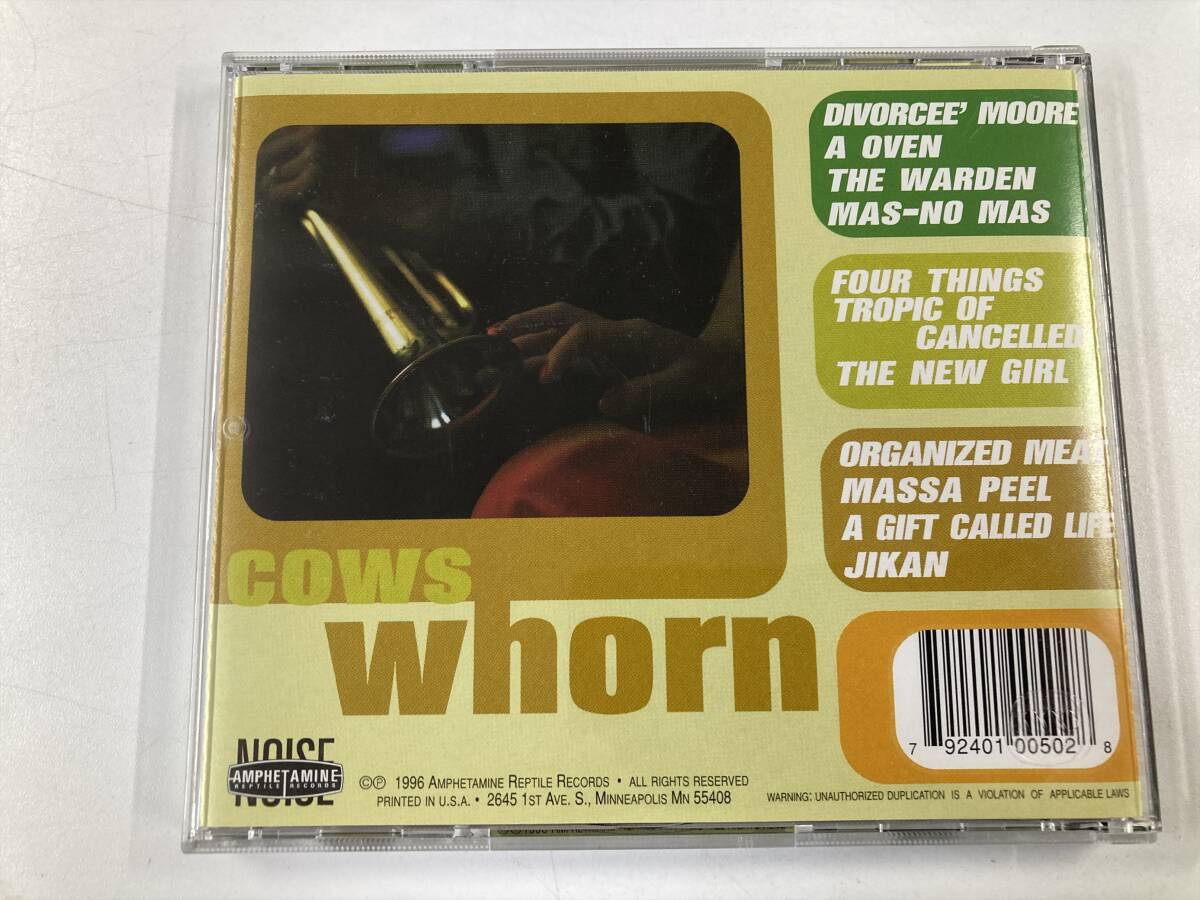 DIVORCEE' MOORE
A OVEN
THE WARDEN
MAS-NO MAS
FOUR THINGS
TROPIC OF
CANCELLED
THE NEW GIRL
ORGANIZED MEAT
MASSA PEEL
A GIFT CALLED LIFE
JIKAN
cows
whorn
7 92401 00502 8
NOISE
AMPHETAMINE
REPTILE RECORDS
NOISE
©℗ 1996 AMPHETAMINE REPTILE RECORDS • ALL RIGHTS RESERVED
PRINTED IN U.S.A. • 2645 1ST AVE. S., MINNEAPOLIS MN 55408
WARNING: UNAUTHORIZED DUPLICATION IS A VIOLATION OF APPLICABLE LAWS